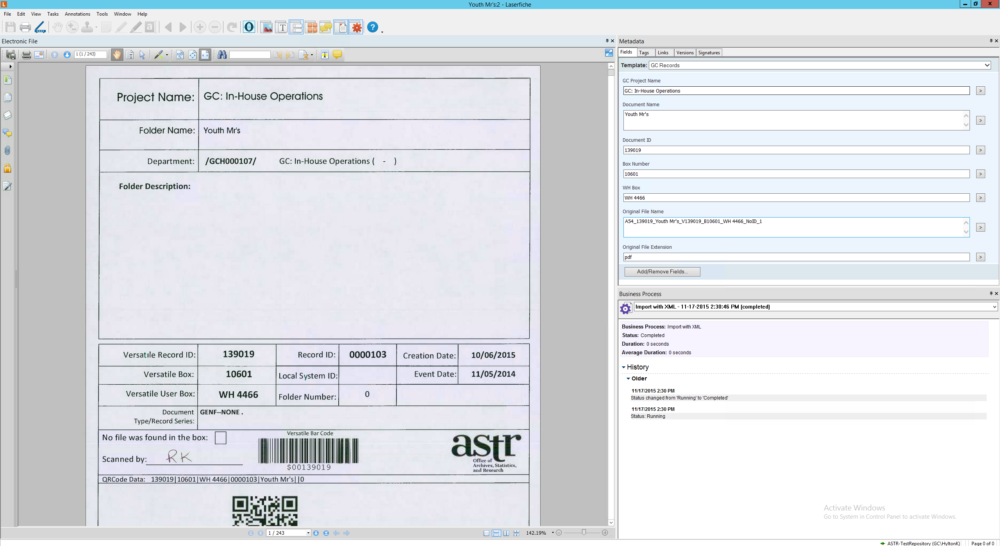 Youth Mr's:2 - Laserfiche
File Edit View Tasks Annotations Tools Window Help
Electronic File
1 (1 / 243)
Project Name: GC: In-House Operations
Folder Name: Youth Mr's
Department: /GCH000107/ GC: In-House Operations ( - )
Folder Description:
Versatile Record ID: 139019 Record ID: 0000103 Creation Date: 10/06/2015
Versatile Box: 10601 Local System ID: Event Date: 11/05/2014
Versatile User Box: WH 4466 Folder Number: 0
Document
Type/Record Series: GENF--NONE .
No file was found in the box:
Versatile Bar Code
Scanned by: RK
$00139019
astr
Office of
Archives, Statistics,
and Research
QRCode Data: 139019|10601|WH 4466|0000103|Youth Mr's||0
1 / 243
142.19%
Metadata
Fields Tags Links Versions Signatures
Template: GC Records
GC Project Name
GC: In-House Operations
Document Name
Youth Mr's
Document ID
139019
Box Number
10601
WH Box
WH 4466
Original File Name
A54_139019_Youth Mr's_V139019_B10601_WH 4466_NoID_1
Original File Extension
pdf
Add/Remove Fields...
Business Process
Import with XML - 11-17-2015 2:30:46 PM (completed)
Business Process: Import with XML
Status: Completed
Duration: 0 seconds
Average Duration: 0 seconds
History
Older
11/17/2015 2:30 PM
Status changed from 'Running' to 'Completed'
11/17/2015 2:30 PM
Status: Running
Activate Windows
Go to System in Control Panel to activate Windows.
ASTR-TestRepository (GC\HyltonK) Page 0 of 0